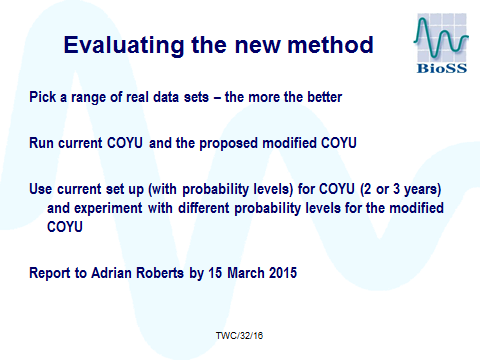 Evaluating the new method
BioSS
Pick a range of real data sets – the more the better
Run current COYU and the proposed modified COYU
Use current set up (with probability levels) for COYU (2 or 3 years)
and experiment with different probability levels for the modified
COYU
Report to Adrian Roberts by 15 March 2015
TWC/32/16